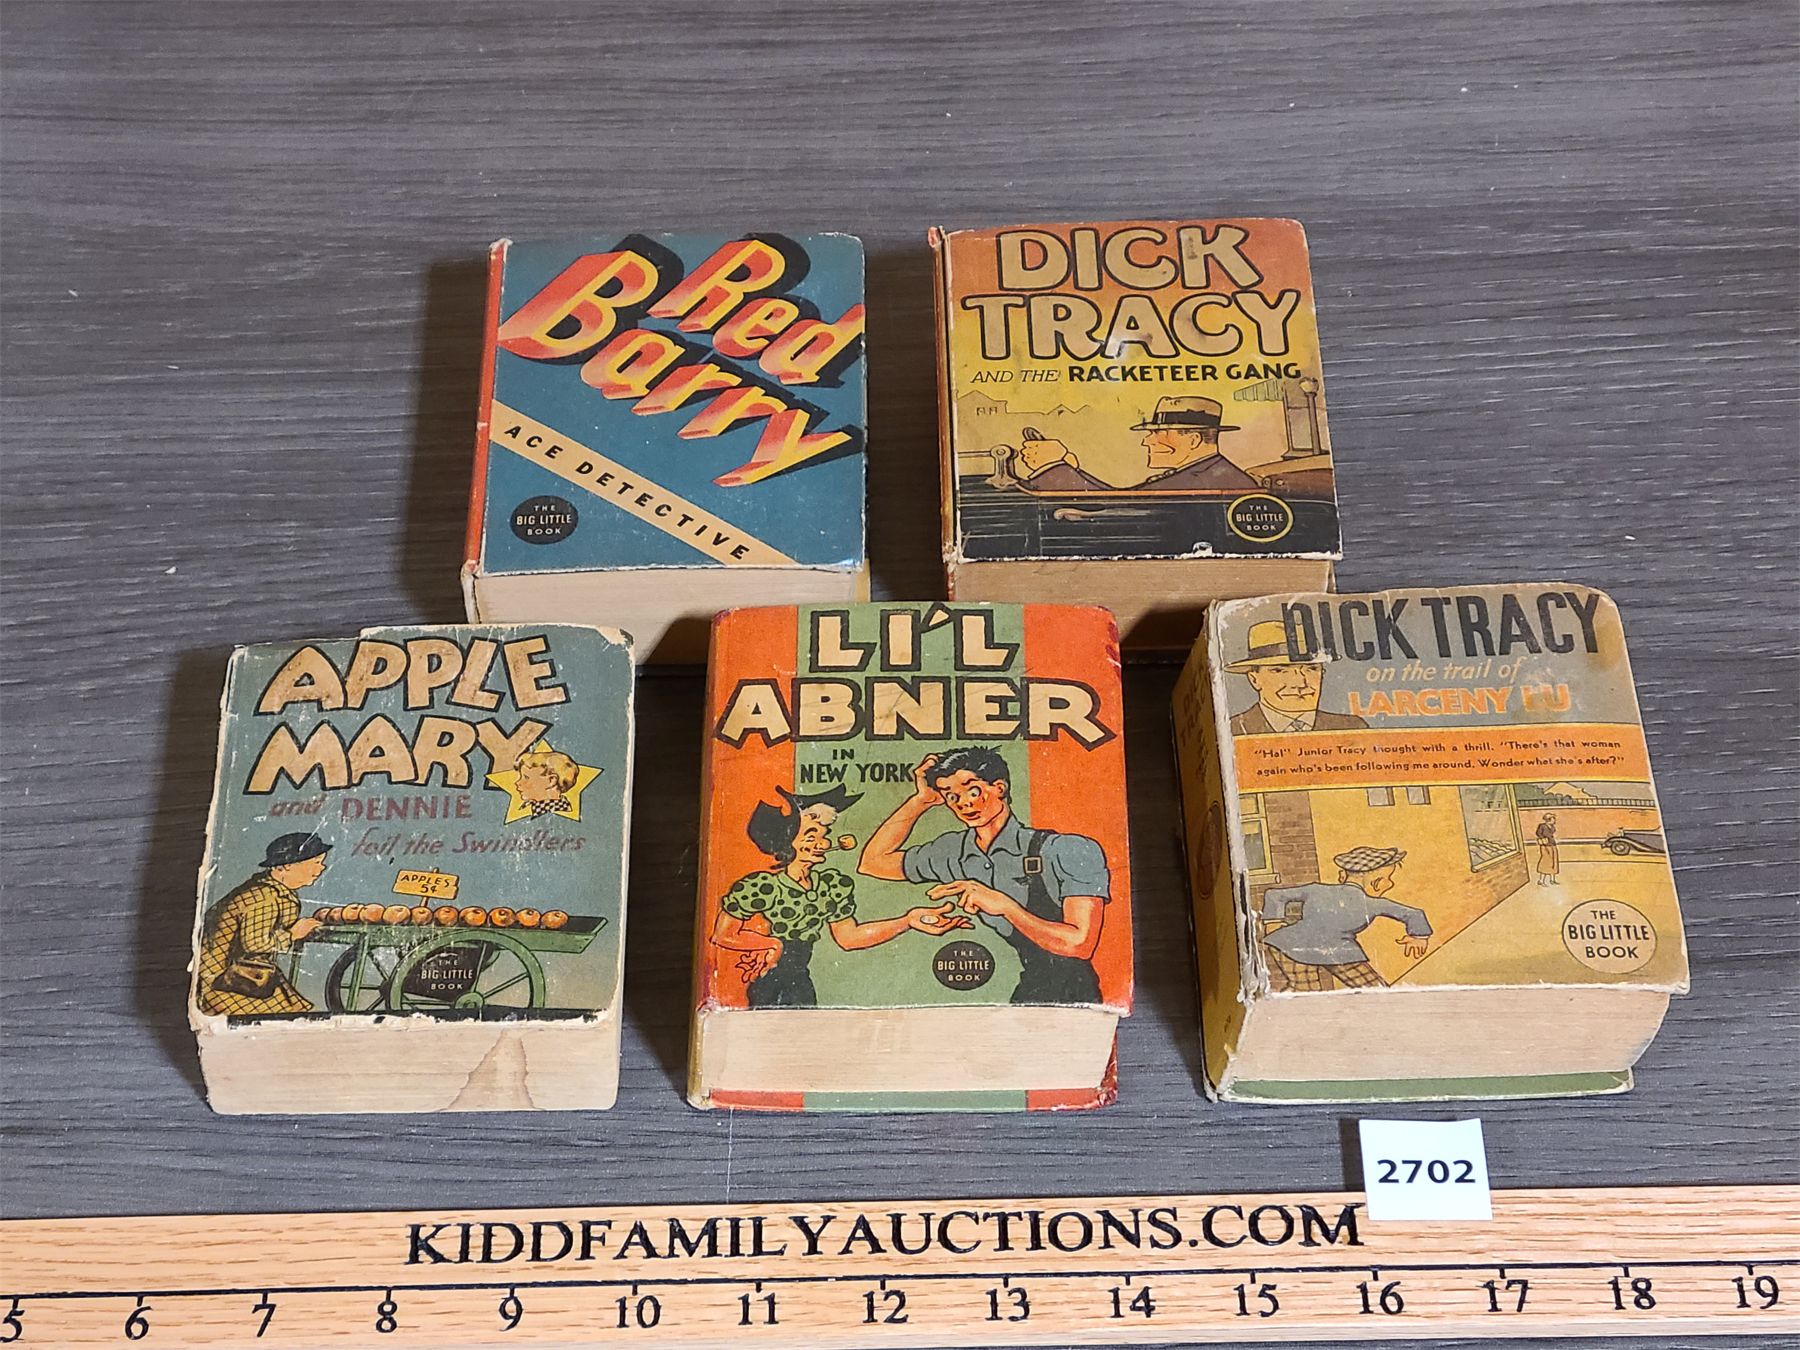 Red
Barry
ACE DETECTIVE
THE
BIG LITTLE
BOOK
DICK
TRACY
AND THE RACKETEER GANG
THE
BIG LITTLE
BOOK
APPLE
MARY
and DENNIE
foil the Swindlers
APPLES
5¢
THE
BIG LITTLE
BOOK
LI'L
ABNER
IN
NEW YORK
THE
BIG LITTLE
BOOK
DICK TRACY
on the trail of
LARCENY LU
"Ha!" Junior Tracy thought with a thrill. "There's that woman
again who's been following me around. Wonder what she's after?"
THE
BIG LITTLE
BOOK
2702
KIDDFAMILYAUCTIONS.COM
5 6 7 8 9 10 11 12 13 14 15 16 17 18 19